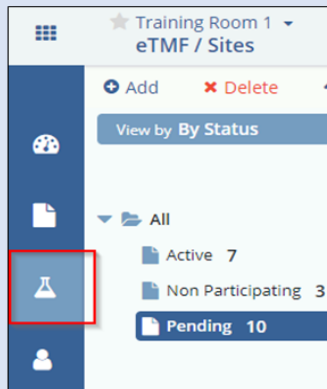 Training Room 1
eTMF / Sites
Add Delete
View by By Status
All
Active 7
Non Participating 3
Pending 10